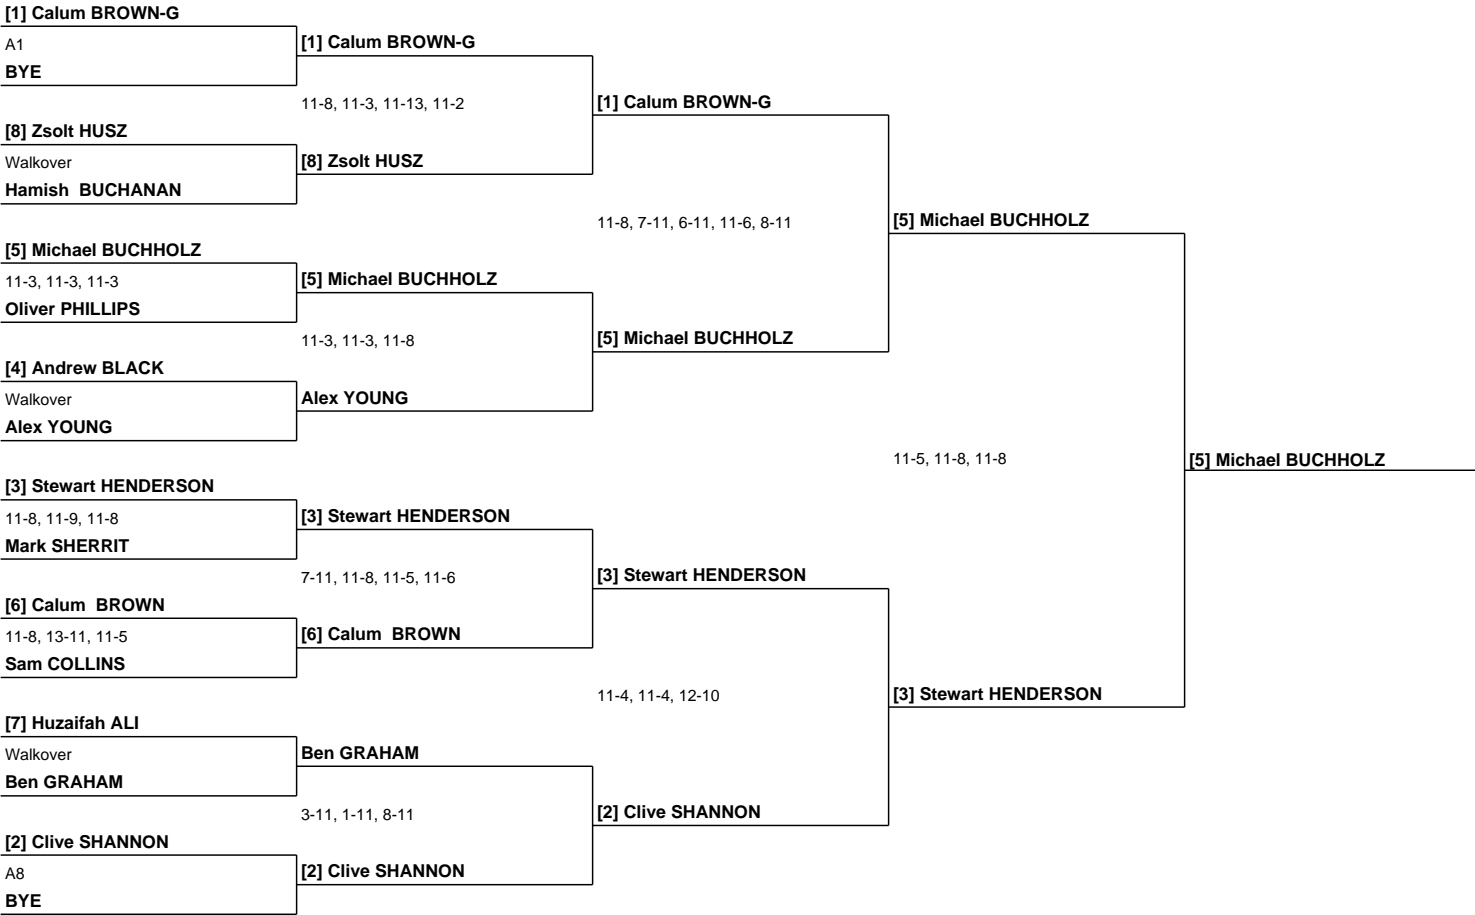 [1] Calum BROWN-G
A1
BYE
[8] Zsolt HUSZ
Walkover
Hamish  BUCHANAN
[5] Michael BUCHHOLZ
11-3, 11-3, 11-3
Oliver PHILLIPS
[4] Andrew BLACK
Walkover
Alex YOUNG
[3] Stewart HENDERSON
11-8, 11-9, 11-8
Mark SHERRIT
[6] Calum  BROWN
11-8, 13-11, 11-5
Sam COLLINS
[7] Huzaifah ALI
Walkover
Ben GRAHAM
[2] Clive SHANNON
A8
BYE
[1] Calum BROWN-G
11-8, 11-3, 11-13, 11-2
[8] Zsolt HUSZ
[5] Michael BUCHHOLZ
11-3, 11-3, 11-8
Alex YOUNG
[3] Stewart HENDERSON
7-11, 11-8, 11-5, 11-6
[6] Calum  BROWN
Ben GRAHAM
3-11, 1-11, 8-11
[2] Clive SHANNON
[1] Calum BROWN-G
11-8, 7-11, 6-11, 11-6, 8-11
[5] Michael BUCHHOLZ
[3] Stewart HENDERSON
11-4, 11-4, 12-10
[2] Clive SHANNON
[5] Michael BUCHHOLZ
11-5, 11-8, 11-8
[3] Stewart HENDERSON
[5] Michael BUCHHOLZ